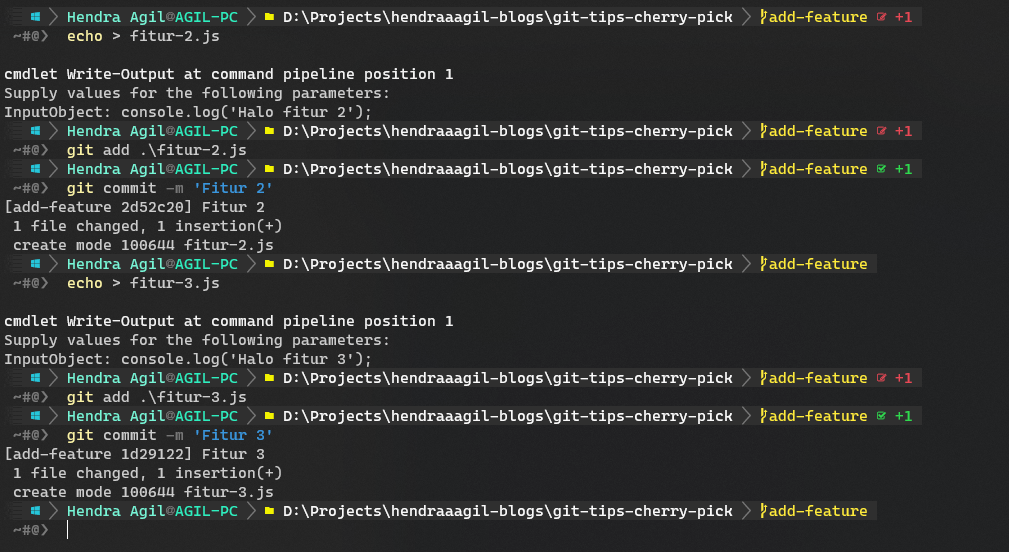 Hendra Agil@AGIL-PC D:\Projects\hendraaagil-blogs\git-tips-cherry-pick add-feature +1
~#@❯ echo > fitur-2.js
cmdlet Write-Output at command pipeline position 1
Supply values for the following parameters:
InputObject: console.log('Halo fitur 2');
Hendra Agil@AGIL-PC D:\Projects\hendraaagil-blogs\git-tips-cherry-pick add-feature +1
~#@❯ git add .\fitur-2.js
Hendra Agil@AGIL-PC D:\Projects\hendraaagil-blogs\git-tips-cherry-pick add-feature +1
~#@❯ git commit -m 'Fitur 2'
[add-feature 2d52c20] Fitur 2
1 file changed, 1 insertion(+)
create mode 100644 fitur-2.js
Hendra Agil@AGIL-PC D:\Projects\hendraaagil-blogs\git-tips-cherry-pick add-feature
~#@❯ echo > fitur-3.js
cmdlet Write-Output at command pipeline position 1
Supply values for the following parameters:
InputObject: console.log('Halo fitur 3');
Hendra Agil@AGIL-PC D:\Projects\hendraaagil-blogs\git-tips-cherry-pick add-feature +1
~#@❯ git add .\fitur-3.js
Hendra Agil@AGIL-PC D:\Projects\hendraaagil-blogs\git-tips-cherry-pick add-feature +1
~#@❯ git commit -m 'Fitur 3'
[add-feature 1d29122] Fitur 3
1 file changed, 1 insertion(+)
create mode 100644 fitur-3.js
Hendra Agil@AGIL-PC D:\Projects\hendraaagil-blogs\git-tips-cherry-pick add-feature
~#@❯